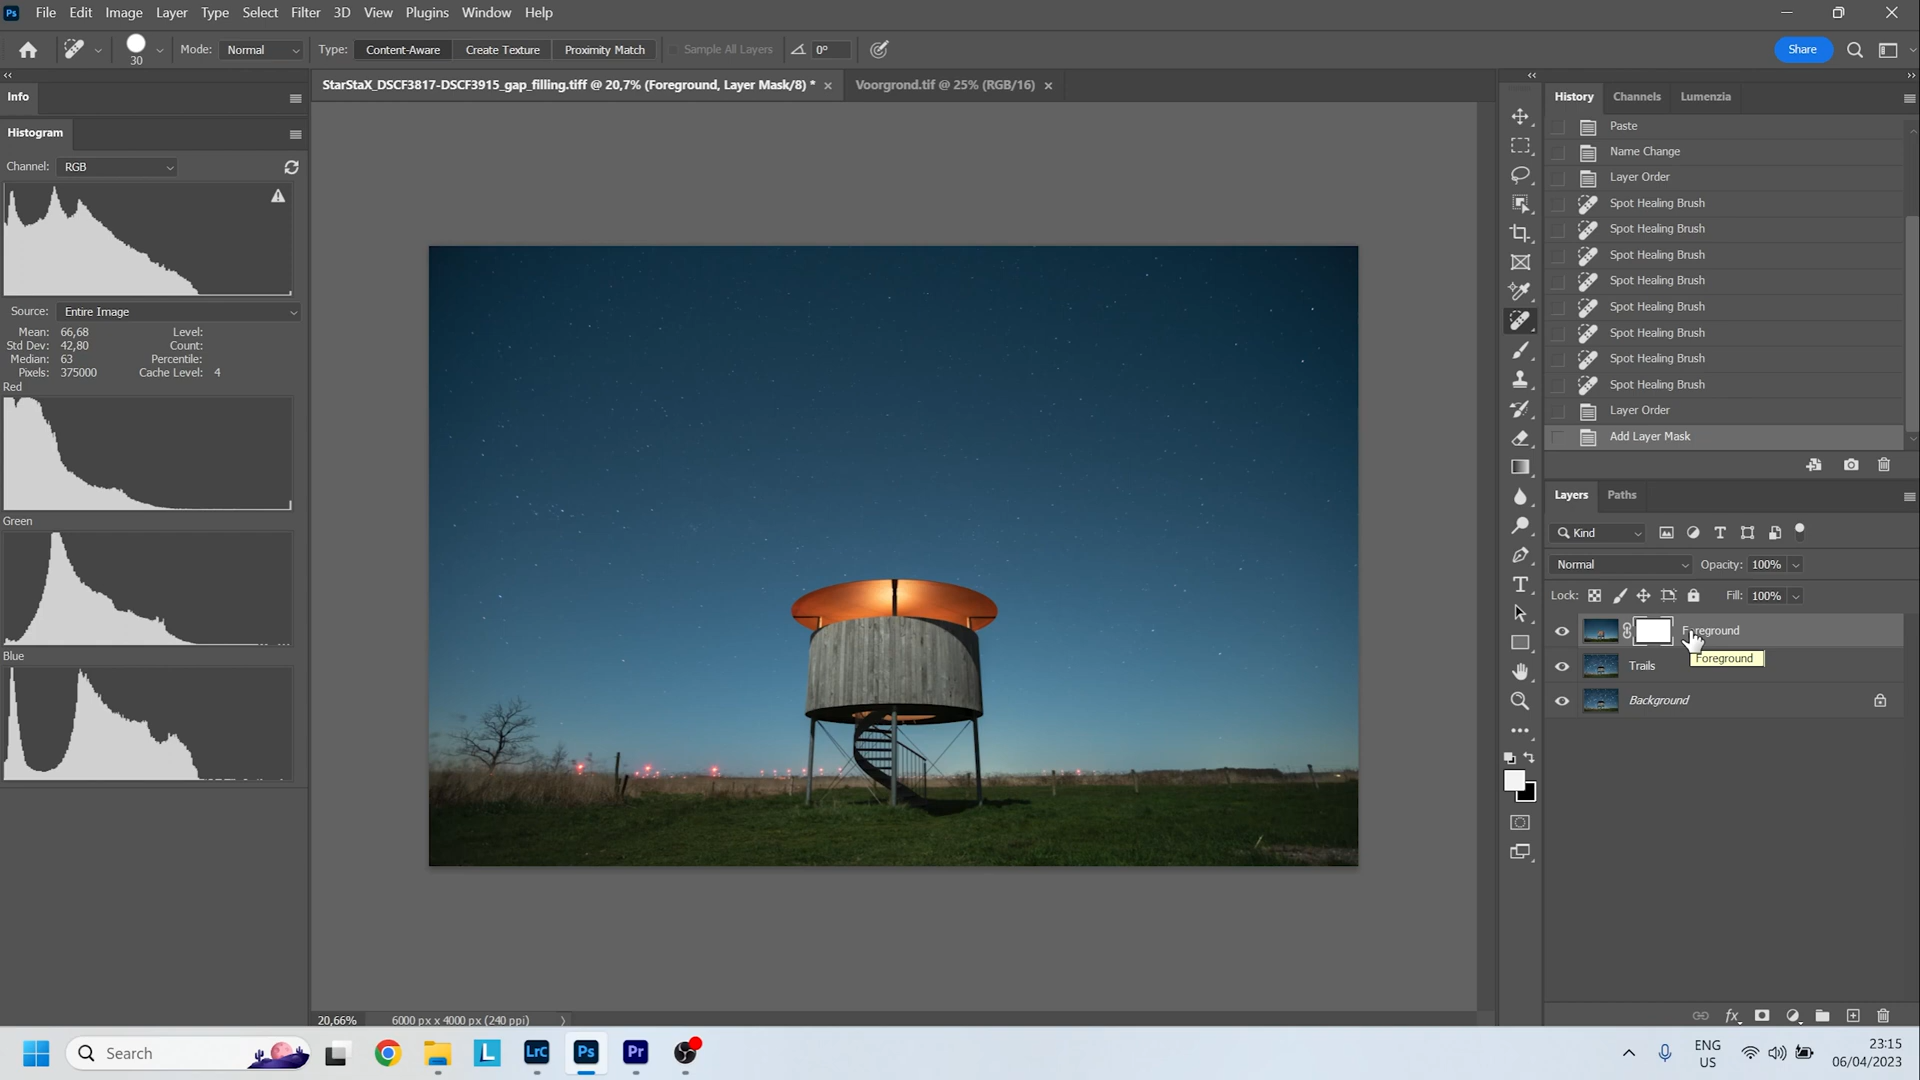 Ps File Edit Image Layer Type Select Filter 3D View Plugins Window Help
30 Mode: Normal Type: Content-Aware Create Texture Proximity Match Sample All Layers 0° Share
StarStaX_DSCF3817-DSCF3915_gap_filling.tiff @ 20,7% (Foreground, Layer Mask/8) * Voorgrond.tif @ 25% (RGB/16)
Info
Histogram
Channel: RGB
Source: Entire Image
Mean: 66,68 Level:
Std Dev: 42,80 Count:
Median: 63 Percentile:
Pixels: 375000 Cache Level: 4
Red
Green
Blue
20,66% 6000 px x 4000 px (240 ppi)
History Channels Lumenzia
Paste
Name Change
Layer Order
Spot Healing Brush
Spot Healing Brush
Spot Healing Brush
Spot Healing Brush
Spot Healing Brush
Spot Healing Brush
Spot Healing Brush
Spot Healing Brush
Layer Order
Add Layer Mask
Layers Paths
Kind
Normal Opacity: 100%
Lock: Fill: 100%
Foreground
Foreground
Trails
Background
Search L LrC Ps Pr ENG US 23:15 06/04/2023